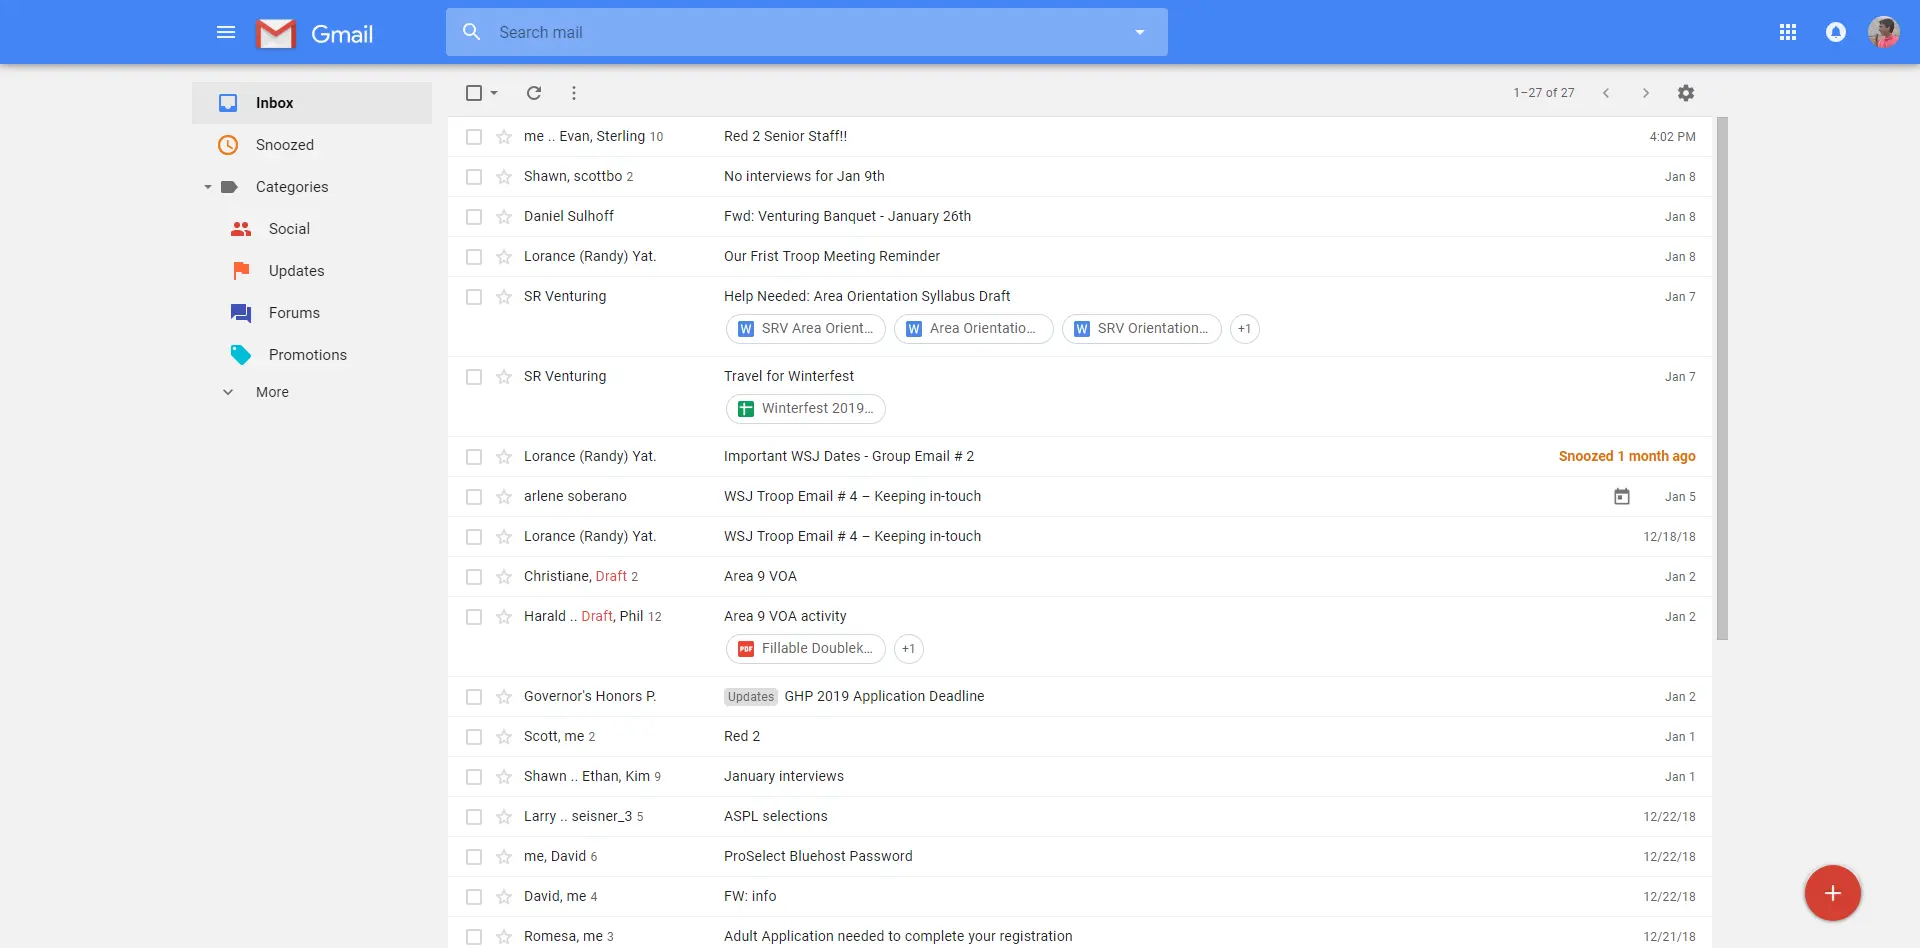 Gmail
Search mail
Inbox
Snoozed
Categories
Social
Updates
Forums
Promotions
More
1–27 of 27
me .. Evan, Sterling 10 Red 2 Senior Staff!! 4:02 PM
Shawn, scottbo 2 No interviews for Jan 9th Jan 8
Daniel Sulhoff Fwd: Venturing Banquet - January 26th Jan 8
Lorance (Randy) Yat. Our Frist Troop Meeting Reminder Jan 8
SR Venturing Help Needed: Area Orientation Syllabus Draft Jan 7
W SRV Area Orient... W Area Orientatio... W SRV Orientation... +1
SR Venturing Travel for Winterfest Jan 7
Winterfest 2019...
Lorance (Randy) Yat. Important WSJ Dates - Group Email # 2 Snoozed 1 month ago
arlene soberano WSJ Troop Email # 4 – Keeping in-touch Jan 5
Lorance (Randy) Yat. WSJ Troop Email # 4 – Keeping in-touch 12/18/18
Christiane, Draft 2 Area 9 VOA Jan 2
Harald .. Draft, Phil 12 Area 9 VOA activity Jan 2
PDF Fillable Doublek... +1
Governor's Honors P. Updates GHP 2019 Application Deadline Jan 2
Scott, me 2 Red 2 Jan 1
Shawn .. Ethan, Kim 9 January interviews Jan 1
Larry .. seisner_3 5 ASPL selections 12/22/18
me, David 6 ProSelect Bluehost Password 12/22/18
David, me 4 FW: info 12/22/18
Romesa, me 3 Adult Application needed to complete your registration 12/21/18